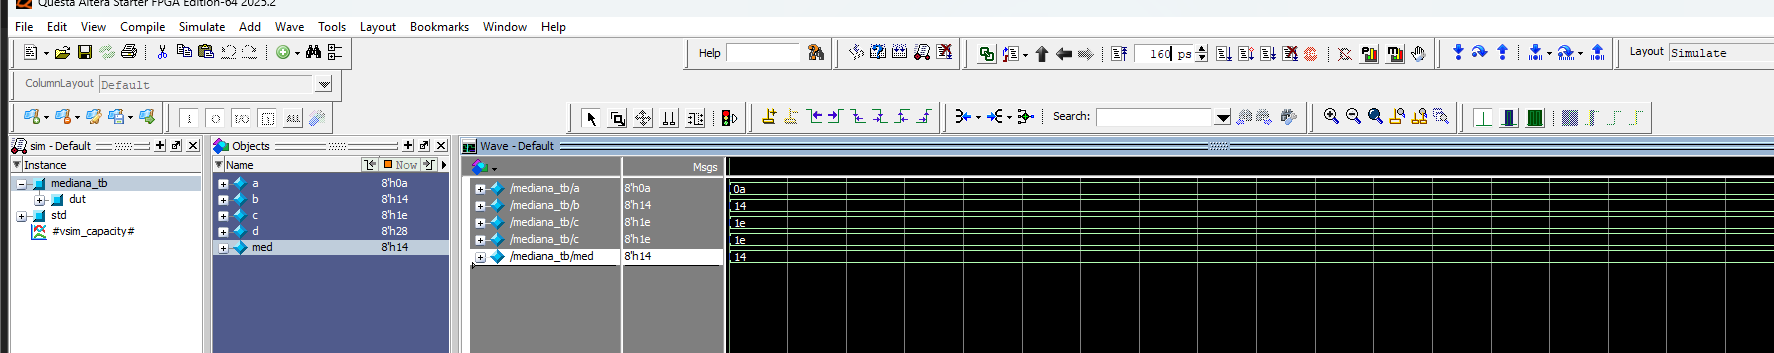 Questa Altera Starter FPGA Edition-64 2025.2
File Edit View Compile Simulate Add Wave Tools Layout Bookmarks Window Help
Help 160 ps Layout Simulate
ColumnLayout Default
I O I/O ALL Search:
sim - Default Objects Wave - Default
Instance Name Now Msgs
mediana_tb
dut
std
#vsim_capacity#
a 8'h0a
b 8'h14
c 8'h1e
d 8'h28
med 8'h14
/mediana_tb/a 8'h0a 0a
/mediana_tb/b 8'h14 14
/mediana_tb/c 8'h1e 1e
/mediana_tb/c 8'h1e 1e
/mediana_tb/med 8'h14 14